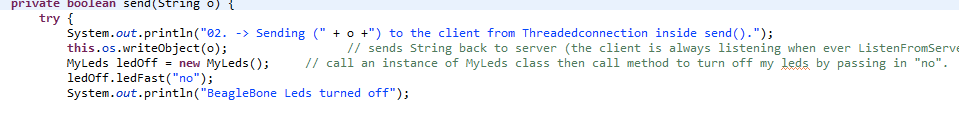 private boolean send(String o) {
try {
System.out.println("02. -> Sending (" + o +") to the client from Threadedconnection inside send().");
this.os.writeObject(o); // sends String back to server (the client is always listening when ever ListenFromServe
MyLeds ledOff = new MyLeds(); // call an instance of MyLeds class then call method to turn off my leds by passing in "no".
ledOff.ledFast("no");
System.out.println("BeagleBone Leds turned off");